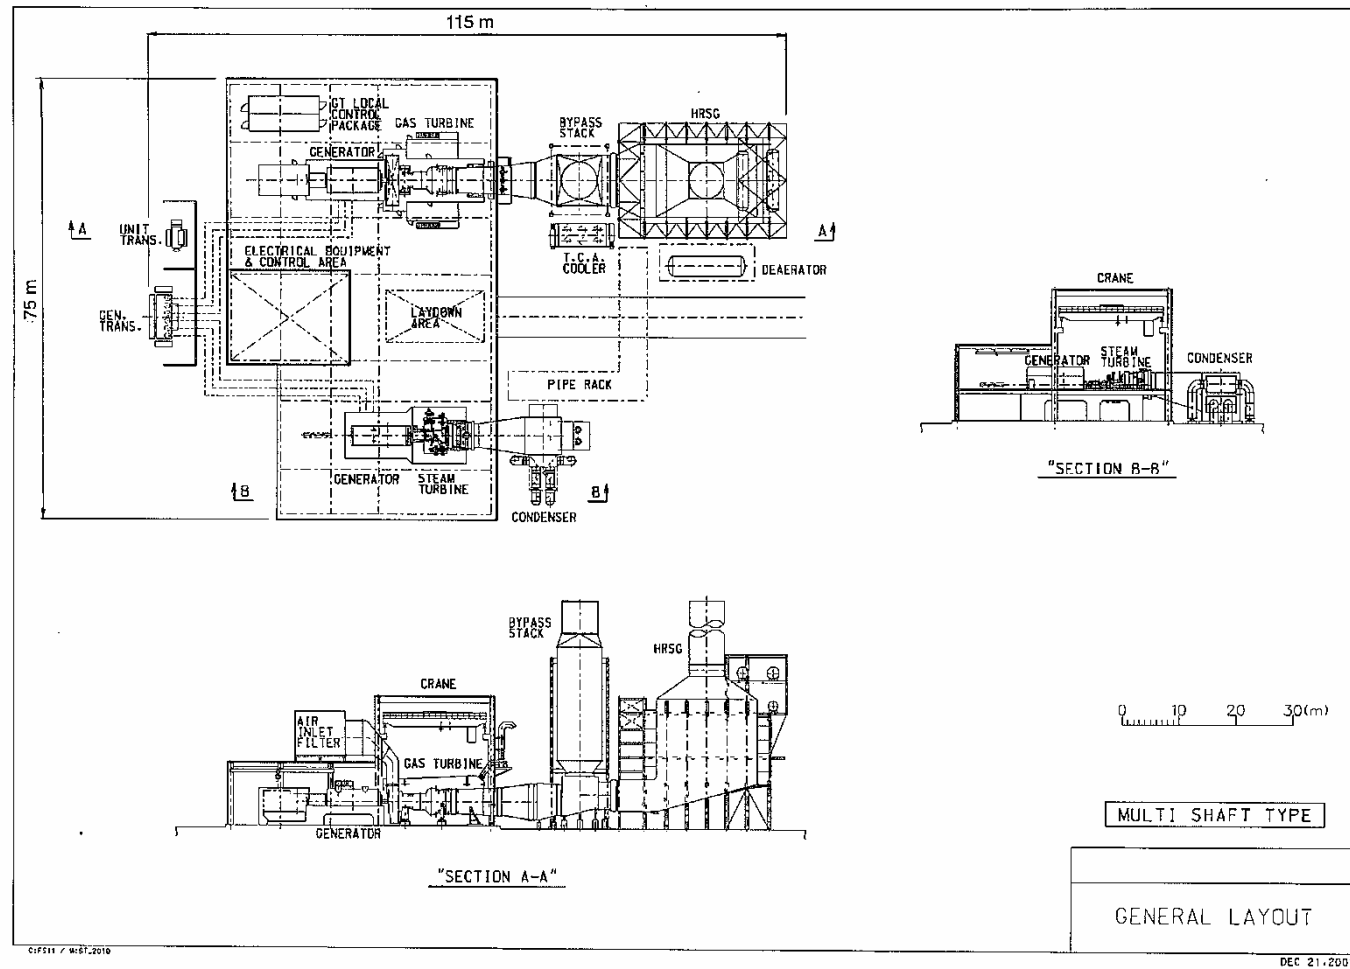 115 m
75 m
GT LOCAL
CONTROL
PACKAGE
GAS TURBINE
GENERATOR
BYPASS
STACK
HRSG
A
UNIT
TRANS.
ELECTRICAL EQUIPMENT
& CONTROL AREA
T.C.A.
COOLER
A
DEAERATOR
GEN.
TRANS.
LAYDOWN
AREA
PIPE RACK
B
GENERATOR
STEAM
TURBINE
B
CONDENSER
CRANE
GENERATOR
STEAM
TURBINE
CONDENSER
"SECTION B-B"
BYPASS
STACK
HRSG
CRANE
AIR
INLET
FILTER
GAS TURBINE
GENERATOR
"SECTION A-A"
0 10 20 30(m)
MULTI SHAFT TYPE
GENERAL LAYOUT
DEC 21.200